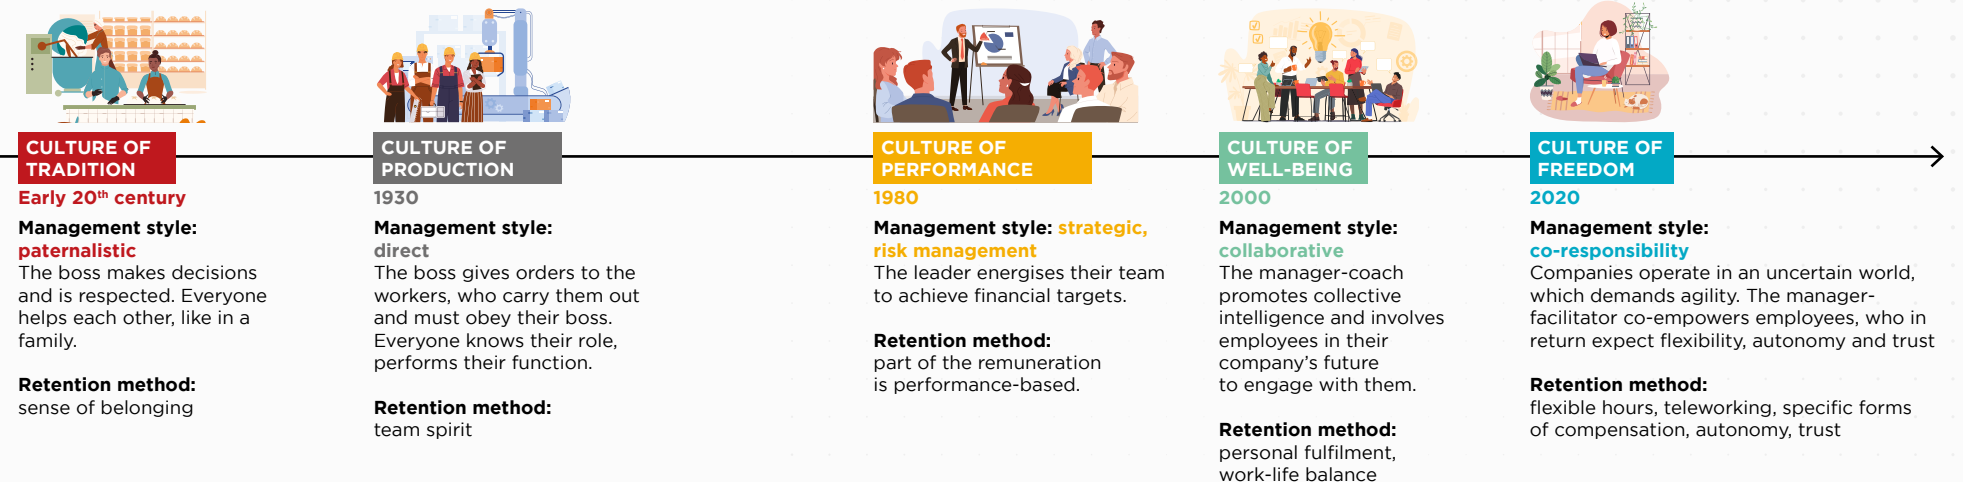 CULTURE OF
TRADITION
Early 20th century
Management style:
paternalistic
The boss makes decisions
and is respected. Everyone
helps each other, like in a
family.
Retention method:
sense of belonging
CULTURE OF
PRODUCTION
1930
Management style:
direct
The boss gives orders to the
workers, who carry them out
and must obey their boss.
Everyone knows their role,
performs their function.
Retention method:
team spirit
CULTURE OF
PERFORMANCE
1980
Management style: strategic,
risk management
The leader energises their team
to achieve financial targets.
Retention method:
part of the remuneration
is performance-based.
CULTURE OF
WELL-BEING
2000
Management style:
collaborative
The manager-coach
promotes collective
intelligence and involves
employees in their
company’s future
to engage with them.
Retention method:
personal fulfilment,
work-life balance
CULTURE OF
FREEDOM
2020
Management style:
co-responsibility
Companies operate in an uncertain world,
which demands agility. The manager-
facilitator co-empowers employees, who in
return expect flexibility, autonomy and trust
Retention method:
flexible hours, teleworking, specific forms
of compensation, autonomy, trust